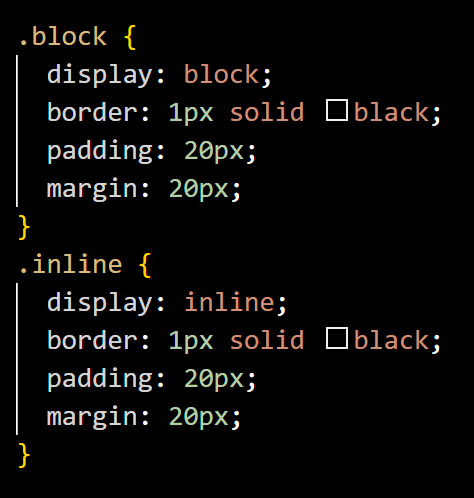 .block {
display: block;
border: 1px solid black;
padding: 20px;
margin: 20px;
}
.inline {
display: inline;
border: 1px solid black;
padding: 20px;
margin: 20px;
}